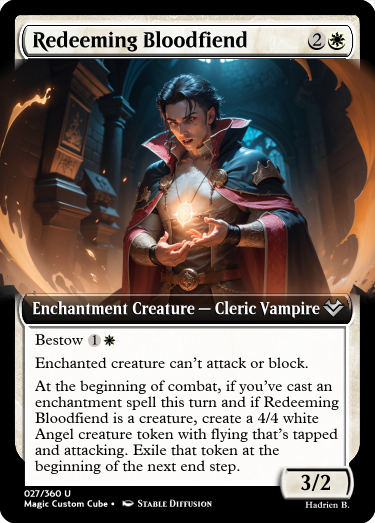 Redeeming Bloodfiend 2
Enchantment Creature — Cleric Vampire
Bestow 1
Enchanted creature can't attack or block.
At the beginning of combat, if you've cast an
enchantment spell this turn and if Redeeming
Bloodfiend is a creature, create a 4/4 white
Angel creature token with flying that's tapped
and attacking. Exile that token at the
beginning of the next end step.
3/2
027/360 U
Magic Custom Cube • Stable Diffusion
Hadrien B.